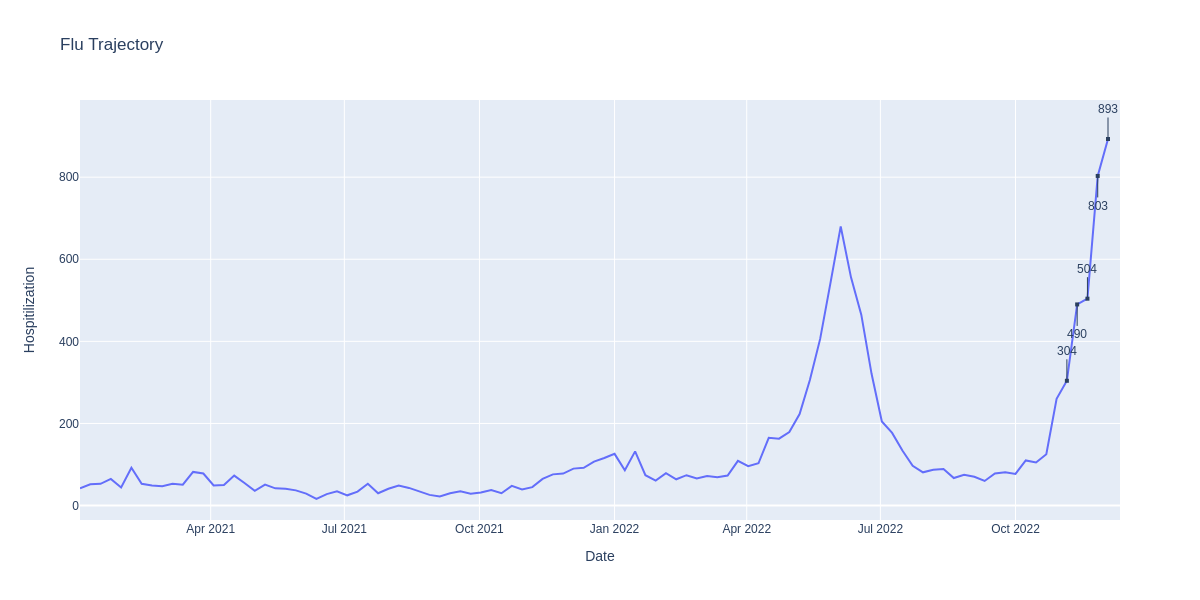 Flu Trajectory
893
803
504
490
304
800
600
400
200
0
Hospitilization
Apr 2021
Jul 2021
Oct 2021
Jan 2022
Apr 2022
Jul 2022
Oct 2022
Date